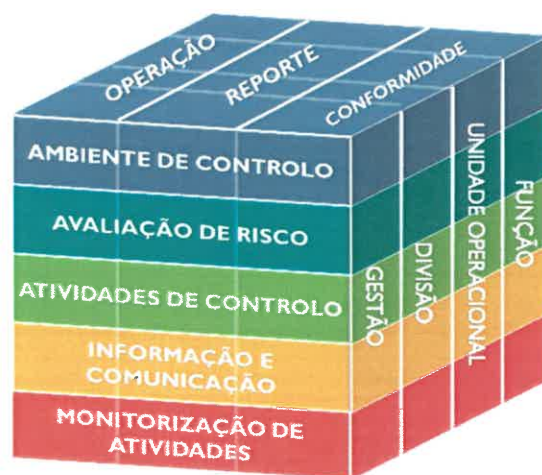 OPERAÇÃO
REPORTE
CONFORMIDADE
AMBIENTE DE CONTROLO
AVALIAÇÃO DE RISCO
ATIVIDADES DE CONTROLO
INFORMAÇÃO E
COMUNICAÇÃO
MONITORIZAÇÃO DE
ATIVIDADES
GESTÃO
DIVISÃO
UNIDADE OPERACIONAL
FUNÇÃO